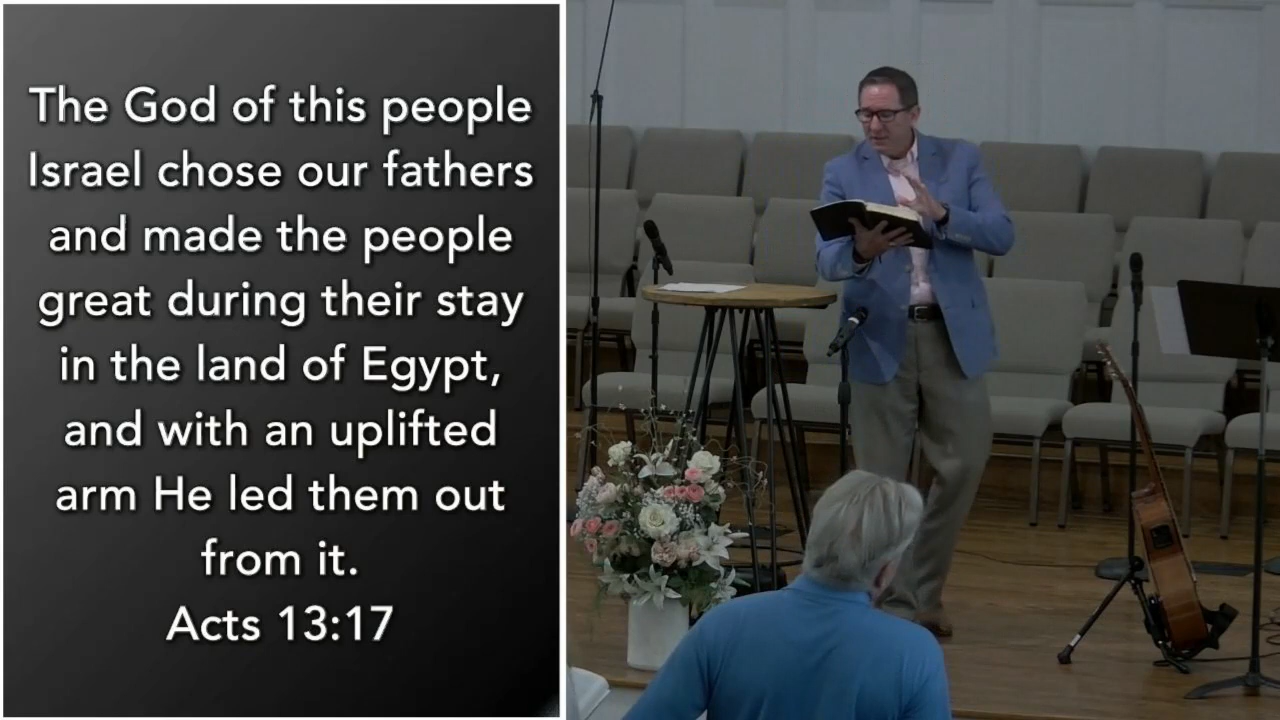 The God of this people
Israel chose our fathers
and made the people
great during their stay
in the land of Egypt,
and with an uplifted
arm He led them out
from it.
Acts 13:17